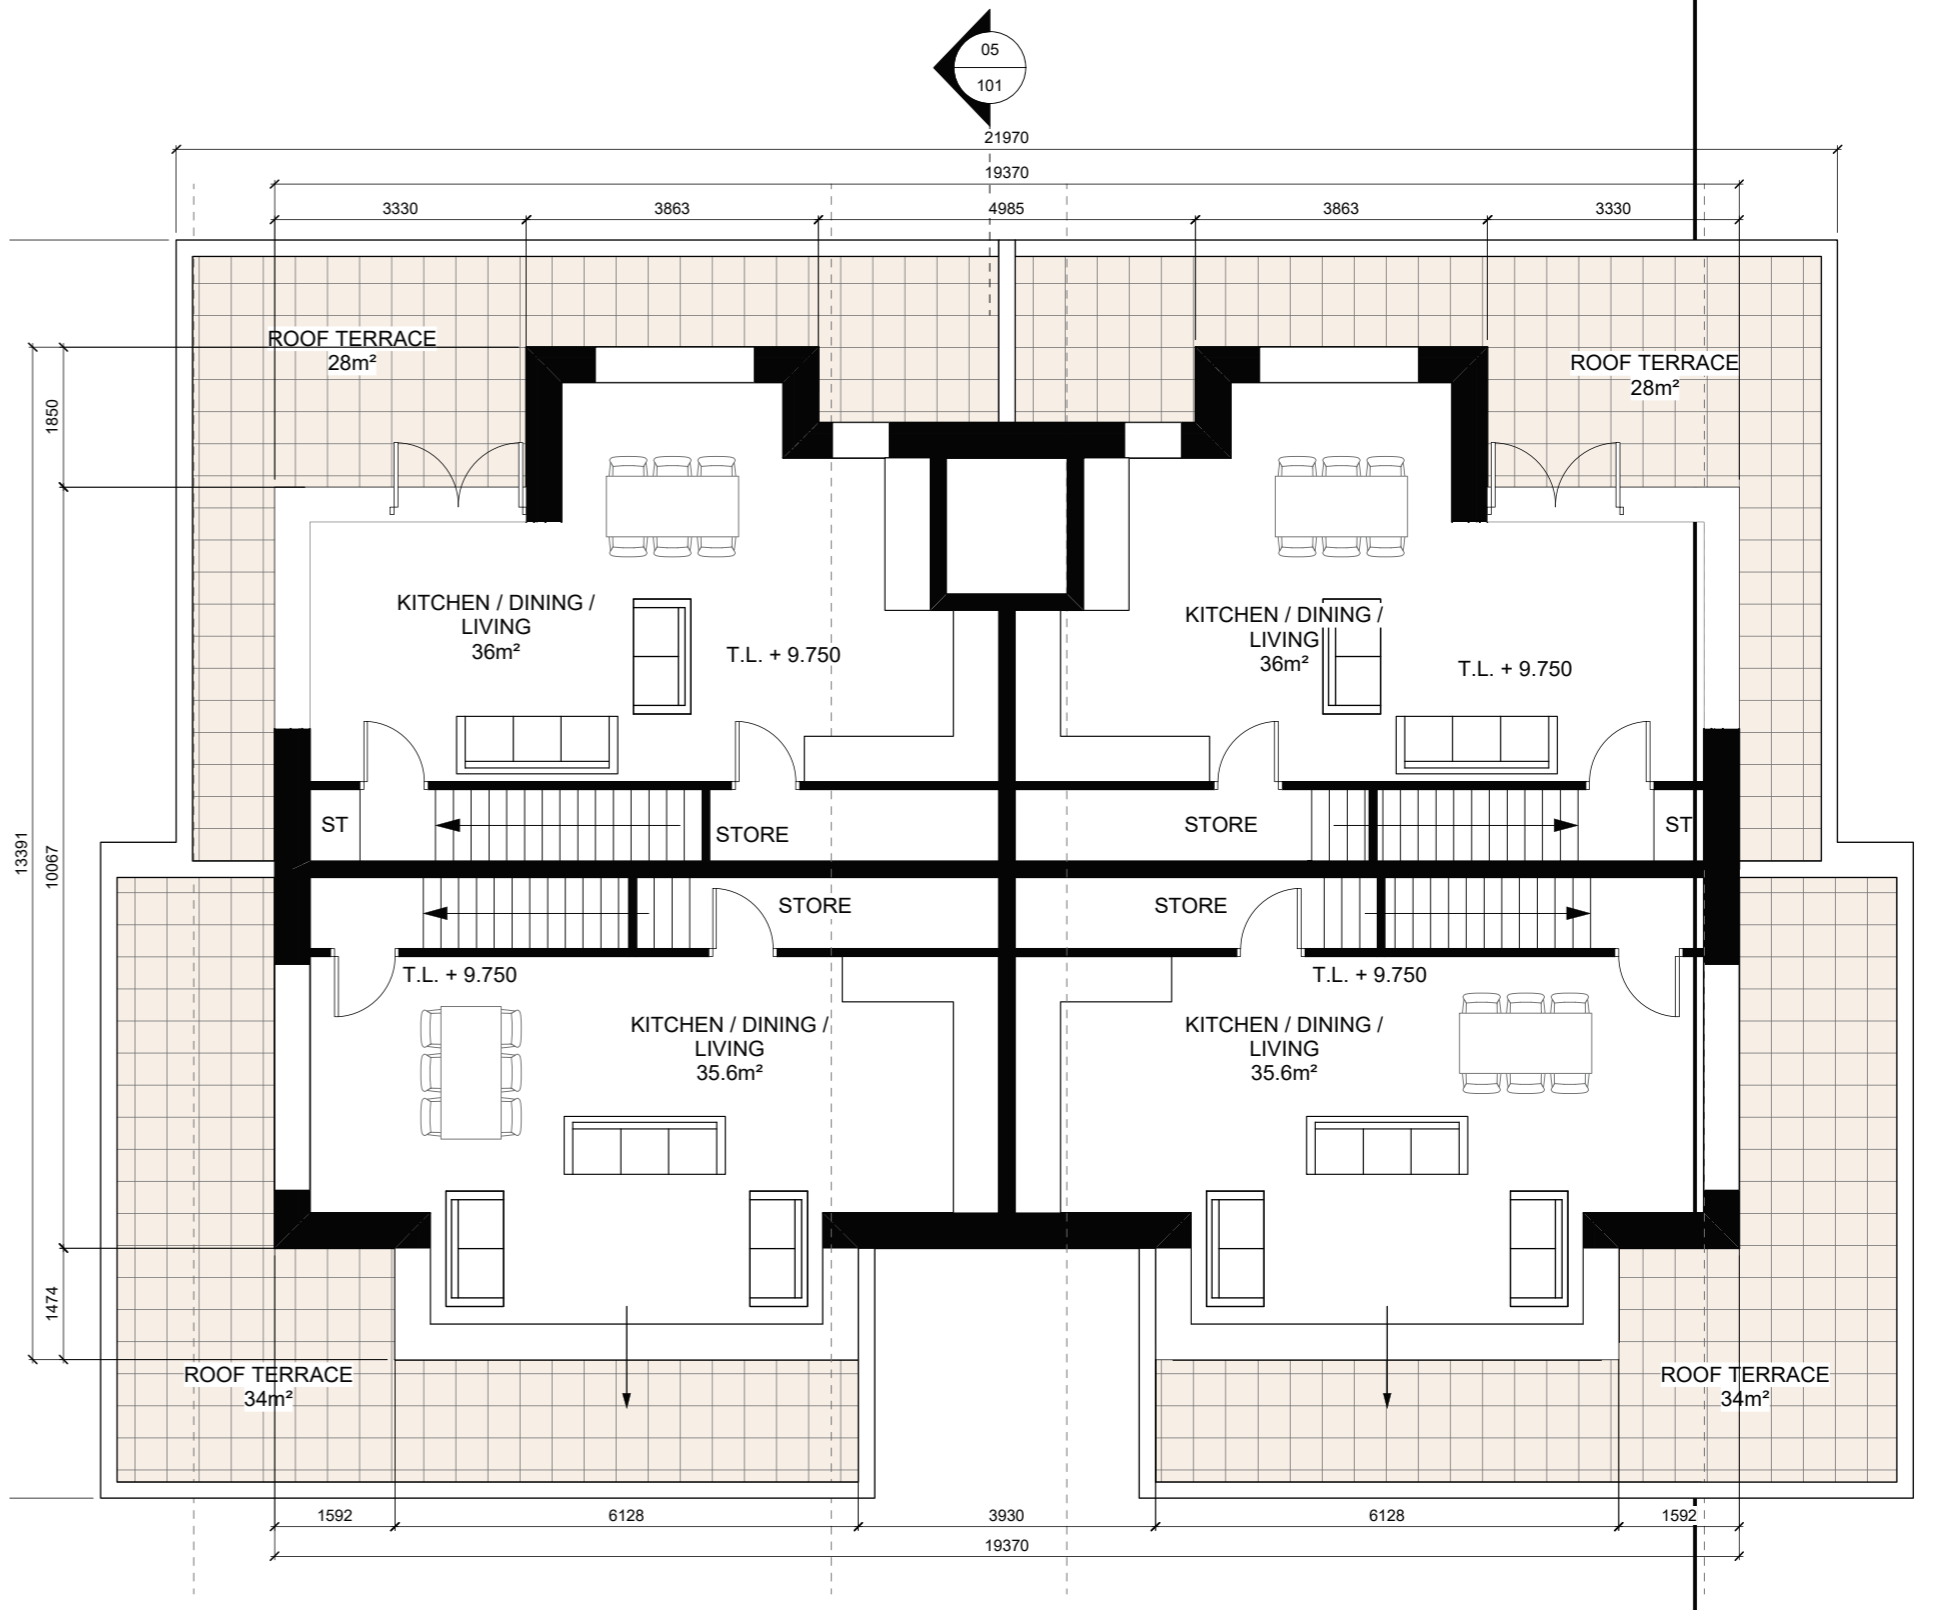 05
101
21970
19370
3330
3863
4985
3863
3330
ROOF TERRACE
28m²
ROOF TERRACE
28m²
1850
13391
10067
1474
KITCHEN / DINING /
LIVING
36m²
T.L. + 9.750
KITCHEN / DINING /
LIVING
36m²
T.L. + 9.750
ST
STORE
STORE
ST
STORE
STORE
T.L. + 9.750
T.L. + 9.750
KITCHEN / DINING /
LIVING
35.6m²
KITCHEN / DINING /
LIVING
35.6m²
ROOF TERRACE
34m²
ROOF TERRACE
34m²
1592
6128
3930
6128
1592
19370